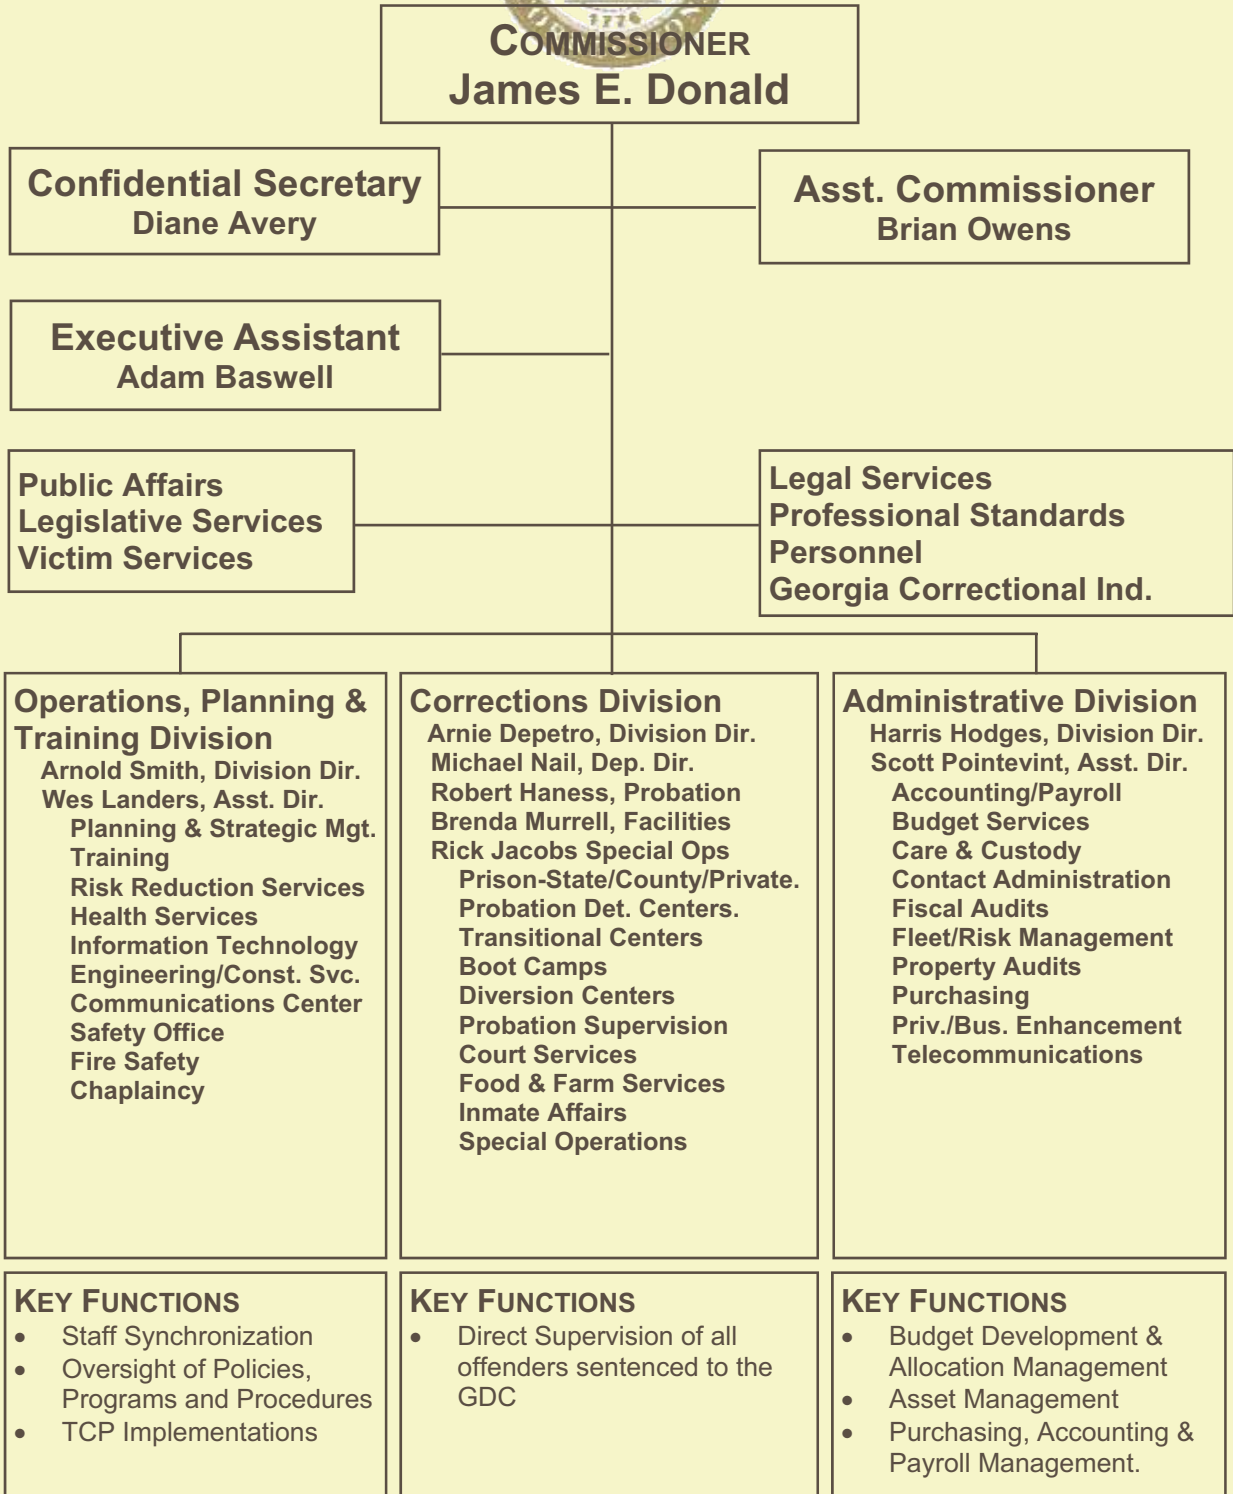 1776
COMMISSIONER
James E. Donald
Confidential Secretary
Diane Avery
Asst. Commissioner
Brian Owens
Executive Assistant
Adam Baswell
Public Affairs
Legislative Services
Victim Services
Legal Services
Professional Standards
Personnel
Georgia Correctional Ind.
Operations, Planning &
Training Division
Arnold Smith, Division Dir.
Wes Landers, Asst. Dir.
Planning & Strategic Mgt.
Training
Risk Reduction Services
Health Services
Information Technology
Engineering/Const. Svc.
Communications Center
Safety Office
Fire Safety
Chaplaincy
Corrections Division
Arnie Depetro, Division Dir.
Michael Nail, Dep. Dir.
Robert Haness, Probation
Brenda Murrell, Facilities
Rick Jacobs Special Ops
Prison-State/County/Private.
Probation Det. Centers.
Transitional Centers
Boot Camps
Diversion Centers
Probation Supervision
Court Services
Food & Farm Services
Inmate Affairs
Special Operations
Administrative Division
Harris Hodges, Division Dir.
Scott Pointevint, Asst. Dir.
Accounting/Payroll
Budget Services
Care & Custody
Contact Administration
Fiscal Audits
Fleet/Risk Management
Property Audits
Purchasing
Priv./Bus. Enhancement
Telecommunications
KEY FUNCTIONS
• Staff Synchronization
• Oversight of Policies,
Programs and Procedures
• TCP Implementations
KEY FUNCTIONS
• Direct Supervision of all
offenders sentenced to the
GDC
KEY FUNCTIONS
• Budget Development &
Allocation Management
• Asset Management
• Purchasing, Accounting &
Payroll Management.